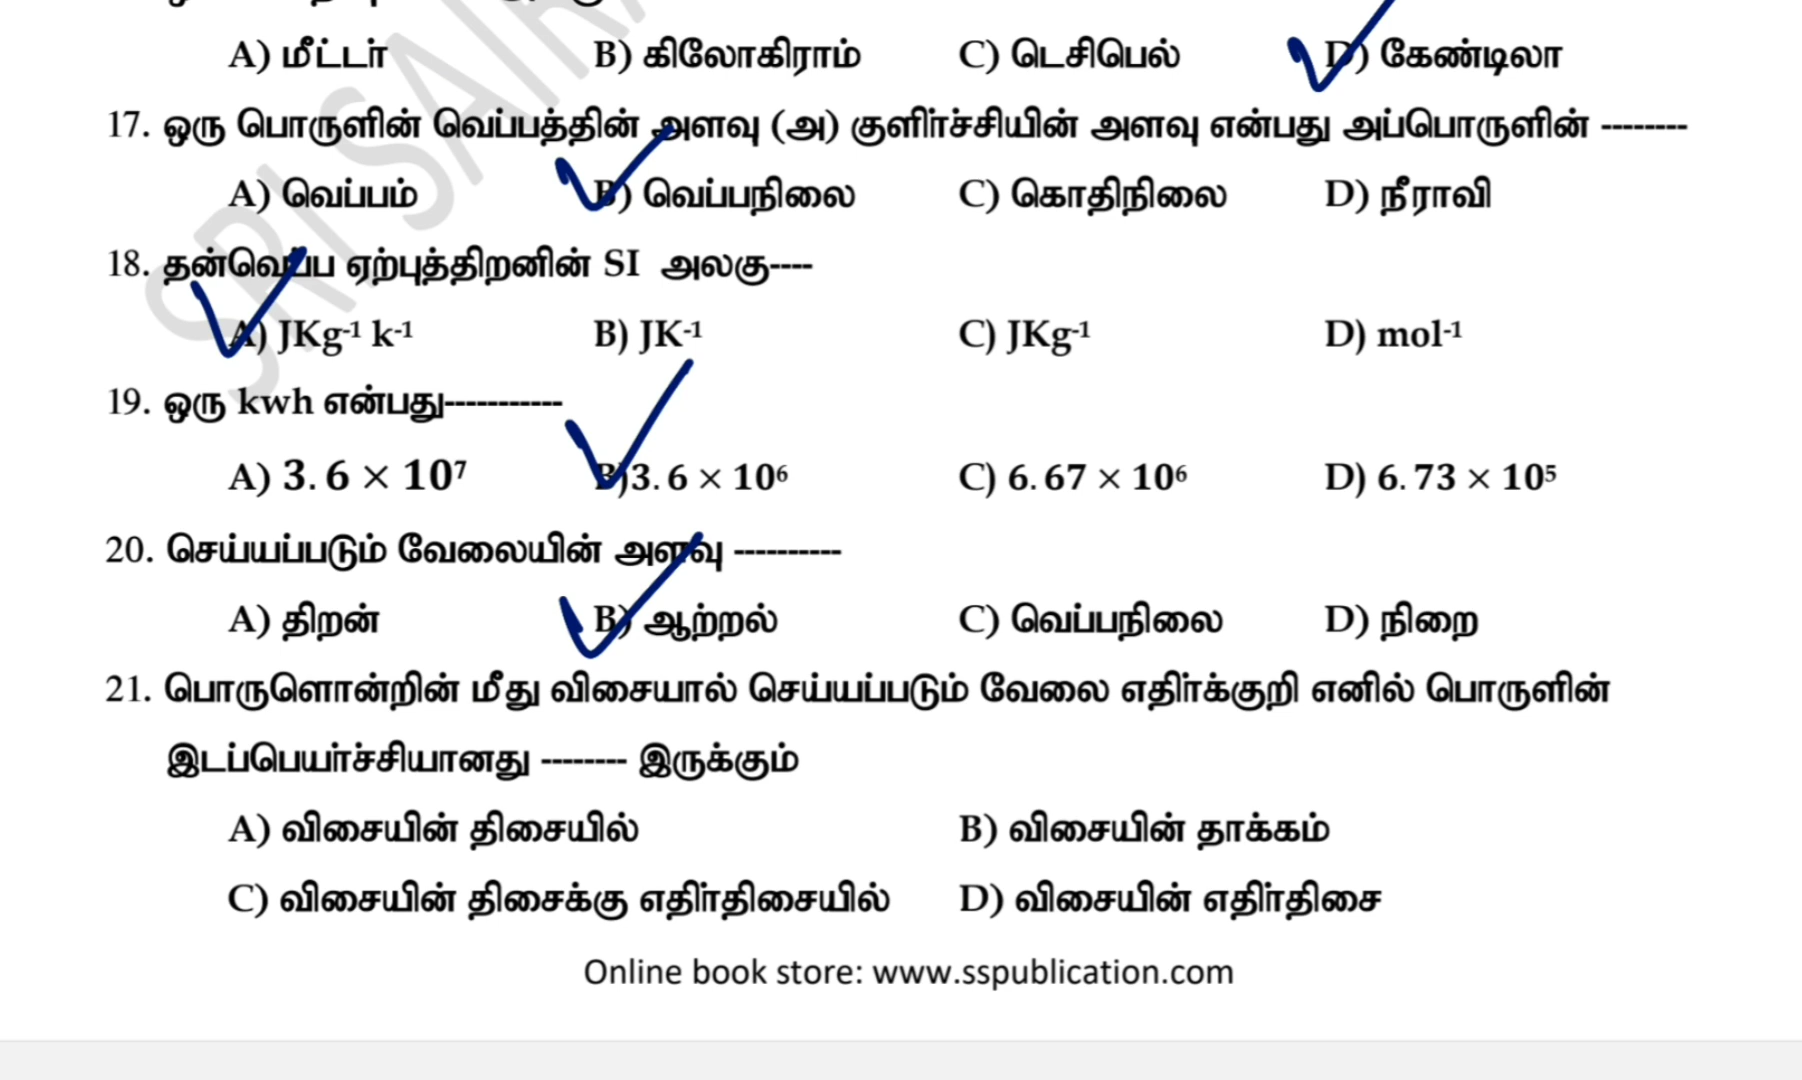 A) மீட்டர் B) கிலோகிராம் C) டெசிபெல் D) கேண்டிலா
17. ஒரு பொருளின் வெப்பத்தின் அளவு (அ) குளிர்ச்சியின் அளவு என்பது அப்பொருளின் --------
A) வெப்பம் B) வெப்பநிலை C) கொதிநிலை D) நீராவி
18. தன்வெப்ப ஏற்புத்திறனின் SI அலகு----
A) JKg⁻¹ k⁻¹ B) JK⁻¹ C) JKg⁻¹ D) mol⁻¹
19. ஒரு kwh என்பது-----------
A) 3.6 × 10⁷ B)3.6 × 10⁶ C) 6.67 × 10⁶ D) 6.73 × 10⁵
20. செய்யப்படும் வேலையின் அளவு ----------
A) திறன் B) ஆற்றல் C) வெப்பநிலை D) நிறை
21. பொருளொன்றின் மீது விசையால் செய்யப்படும் வேலை எதிர்க்குறி எனில் பொருளின்
இடப்பெயர்ச்சியானது -------- இருக்கும்
A) விசையின் திசையில் B) விசையின் தாக்கம்
C) விசையின் திசைக்கு எதிர்திசையில் D) விசையின் எதிர்திசை
Online book store: www.sspublication.com